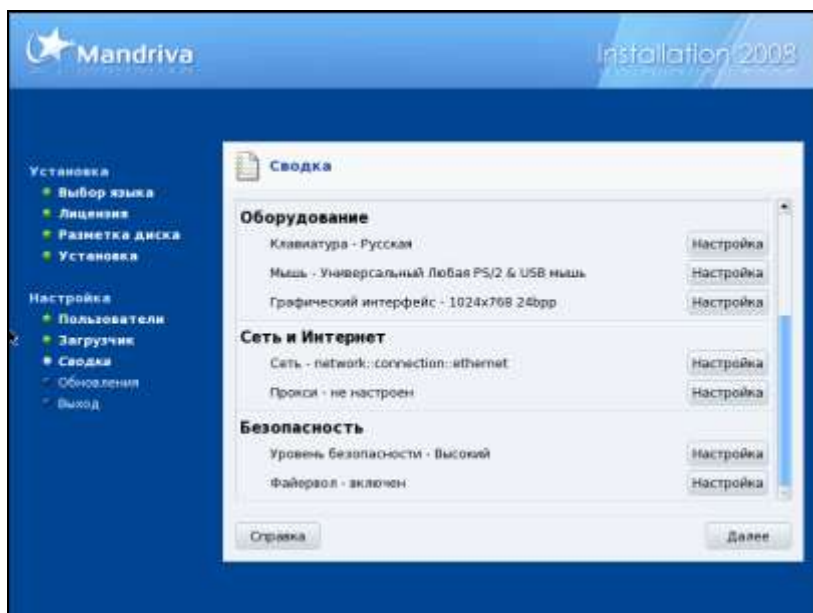 Mandriva
Installation 2008
Установка
Выбор языка
Лицензия
Разметка диска
Установка
Настройка
Пользователи
Загрузчик
Сводка
Обновления
Выход
Сводка
Оборудование
Клавиатура - Русская Настройка
Мышь - Универсальный Любая PS/2 & USB мышь Настройка
Графический интерфейс - 1024x768 24bpp Настройка
Сеть и Интернет
Сеть - network::connection::ethernet Настройка
Прокси - не настроен Настройка
Безопасность
Уровень безопасности - Высокий Настройка
Файервол - включен Настройка
Справка Далее